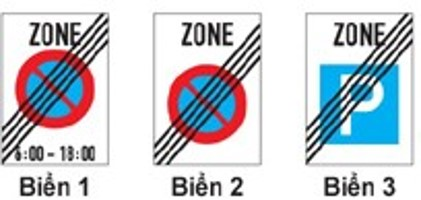 ZONE
6:00 - 18:00
Biển 1
ZONE
Biển 2
ZONE
P
Biển 3